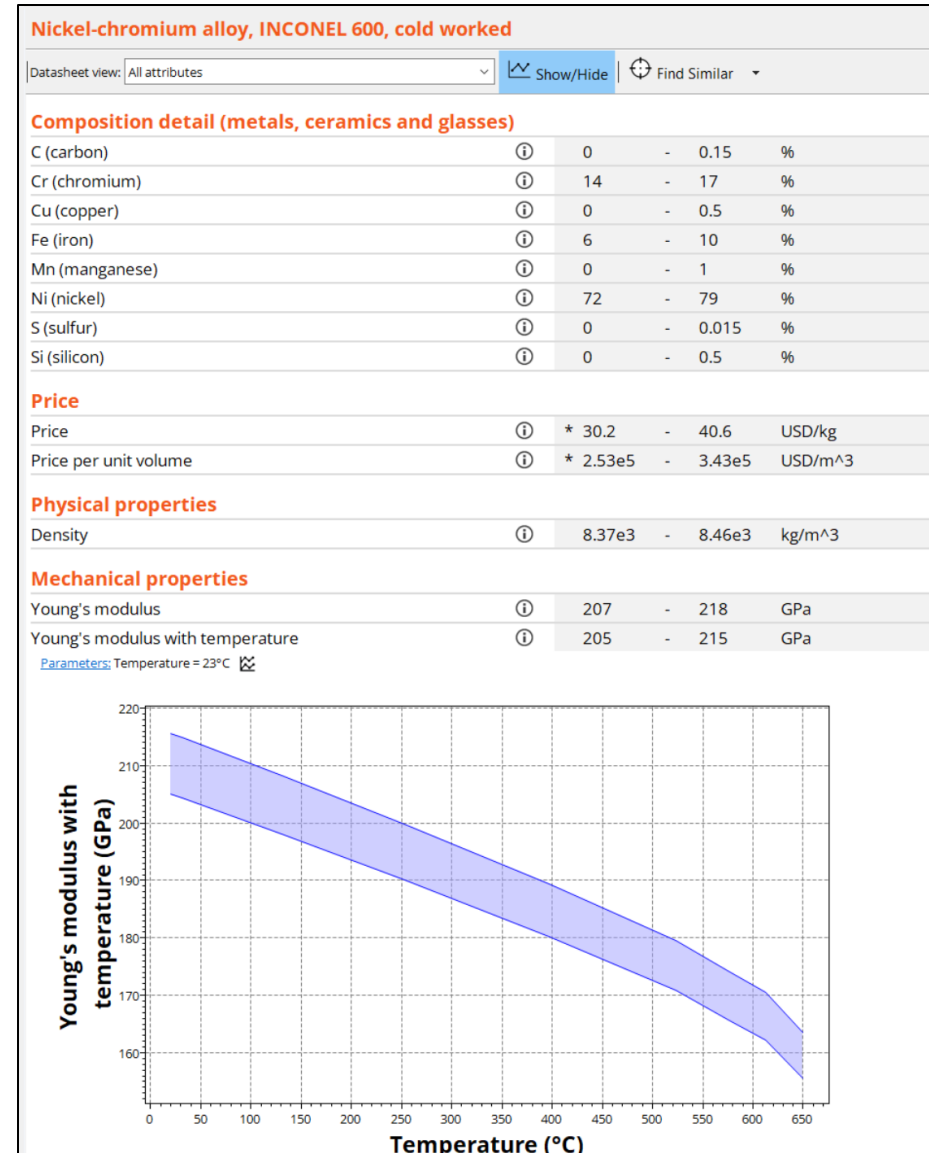 Nickel-chromium alloy, INCONEL 600, cold worked
Datasheet view: All attributes Show/Hide Find Similar
Composition detail (metals, ceramics and glasses)
C (carbon) 0 - 0.15 %
Cr (chromium) 14 - 17 %
Cu (copper) 0 - 0.5 %
Fe (iron) 6 - 10 %
Mn (manganese) 0 - 1 %
Ni (nickel) 72 - 79 %
S (sulfur) 0 - 0.015 %
Si (silicon) 0 - 0.5 %
Price
Price * 30.2 - 40.6 USD/kg
Price per unit volume * 2.53e5 - 3.43e5 USD/m^3
Physical properties
Density 8.37e3 - 8.46e3 kg/m^3
Mechanical properties
Young's modulus 207 - 218 GPa
Young's modulus with temperature 205 - 215 GPa
Parameters: Temperature = 23°C
Young's modulus with
temperature (GPa)
220
210
200
190
180
170
160
0 50 100 150 200 250 300 350 400 450 500 550 600 650
Temperature (°C)